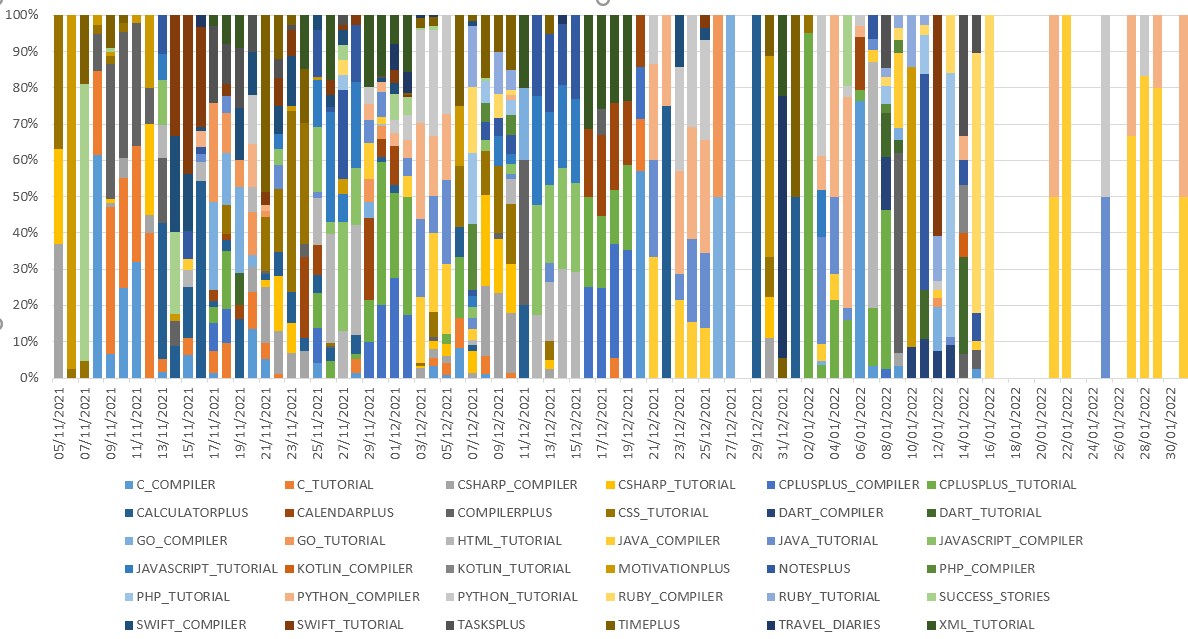 100%
90%
80%
70%
60%
50%
40%
30%
20%
10%
0%
05/11/2021 07/11/2021 09/11/2021 11/11/2021 13/11/2021 15/11/2021 17/11/2021 19/11/2021 21/11/2021 23/11/2021 25/11/2021 27/11/2021 29/11/2021 01/12/2021 03/12/2021 05/12/2021 07/12/2021 09/12/2021 11/12/2021 13/12/2021 15/12/2021 17/12/2021 19/12/2021 21/12/2021 23/12/2021 25/12/2021 27/12/2021 29/12/2021 31/12/2021 02/01/2022 04/01/2022 06/01/2022 08/01/2022 10/01/2022 12/01/2022 14/01/2022 16/01/2022 18/01/2022 20/01/2022 22/01/2022 24/01/2022 26/01/2022 28/01/2022 30/01/2022
C_COMPILER C_TUTORIAL CSHARP_COMPILER CSHARP_TUTORIAL CPLUSPLUS_COMPILER CPLUSPLUS_TUTORIAL
CALCULATORPLUS CALENDARPLUS COMPILERPLUS CSS_TUTORIAL DART_COMPILER DART_TUTORIAL
GO_COMPILER GO_TUTORIAL HTML_TUTORIAL JAVA_COMPILER JAVA_TUTORIAL JAVASCRIPT_COMPILER
JAVASCRIPT_TUTORIAL KOTLIN_COMPILER KOTLIN_TUTORIAL MOTIVATIONPLUS NOTESPLUS PHP_COMPILER
PHP_TUTORIAL PYTHON_COMPILER PYTHON_TUTORIAL RUBY_COMPILER RUBY_TUTORIAL SUCCESS_STORIES
SWIFT_COMPILER SWIFT_TUTORIAL TASKSPLUS TIMEPLUS TRAVEL_DIARIES XML_TUTORIAL